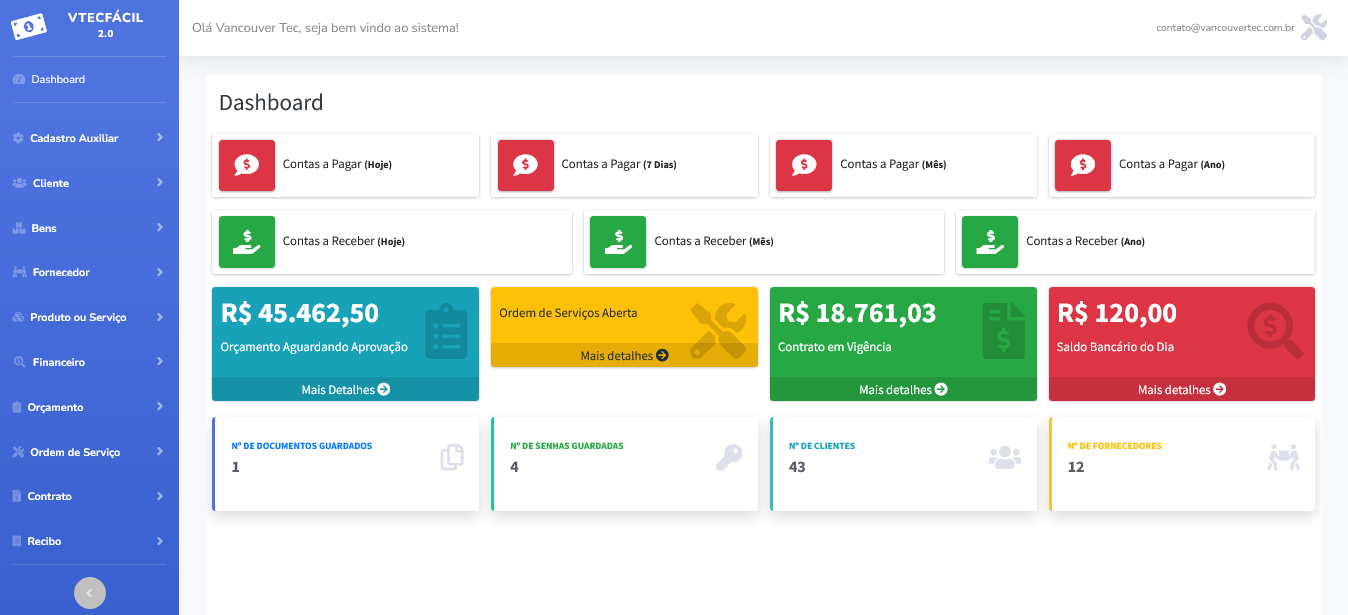 VTECFÁCIL
2.0
Olá Vancouver Tec, seja bem vindo ao sistema!
contato@vancouvertec.com.br
Dashboard
Cadastro Auxiliar
Cliente
Bens
Fornecedor
Produto ou Serviço
Financeiro
Orçamento
Ordem de Serviço
Contrato
Recibo
Dashboard
Contas a Pagar (Hoje)
Contas a Pagar (7 Dias)
Contas a Pagar (Mês)
Contas a Pagar (Ano)
Contas a Receber (Hoje)
Contas a Receber (Mês)
Contas a Receber (Ano)
R$ 45.462,50
Orçamento Aguardando Aprovação
Mais Detalhes
Ordem de Serviços Aberta
Mais detalhes
R$ 18.761,03
Contrato em Vigência
Mais detalhes
R$ 120,00
Saldo Bancário do Dia
Mais detalhes
Nº DE DOCUMENTOS GUARDADOS
1
Nº DE SENHAS GUARDADAS
4
Nº DE CLIENTES
43
Nº DE FORNECEDORES
12